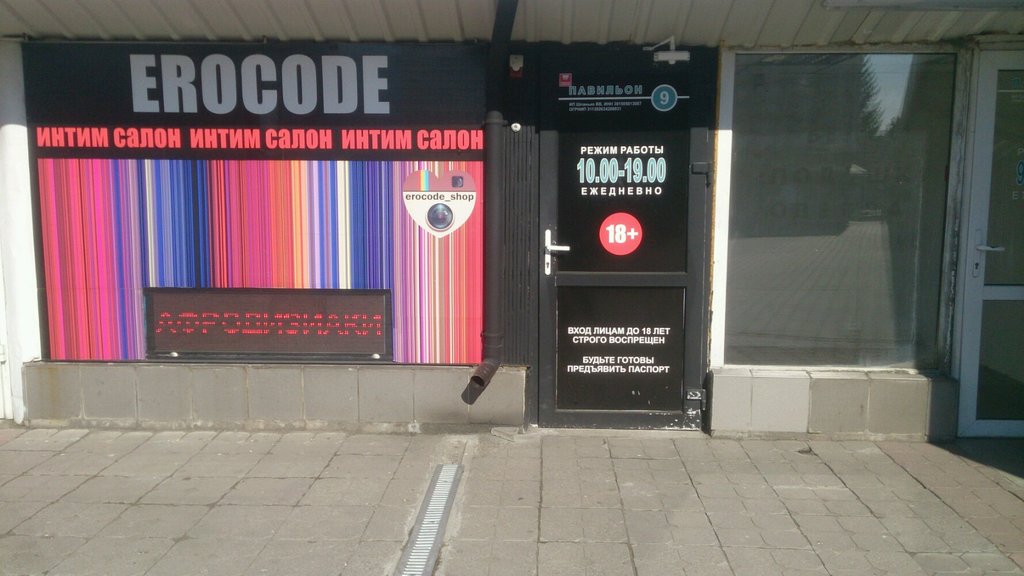 EROCODE
ИНТИМ САЛОН ИНТИМ САЛОН ИНТИМ САЛОН
erocode_shop
АФРОДИЗИАКИ
ПАВИЛЬОН 9
РЕЖИМ РАБОТЫ
10.00-19.00
ЕЖЕДНЕВНО
18+
ВХОД ЛИЦАМ ДО 18 ЛЕТ
СТРОГО ВОСПРЕЩЕН
БУДЬТЕ ГОТОВЫ
ПРЕДЪЯВИТЬ ПАСПОРТ